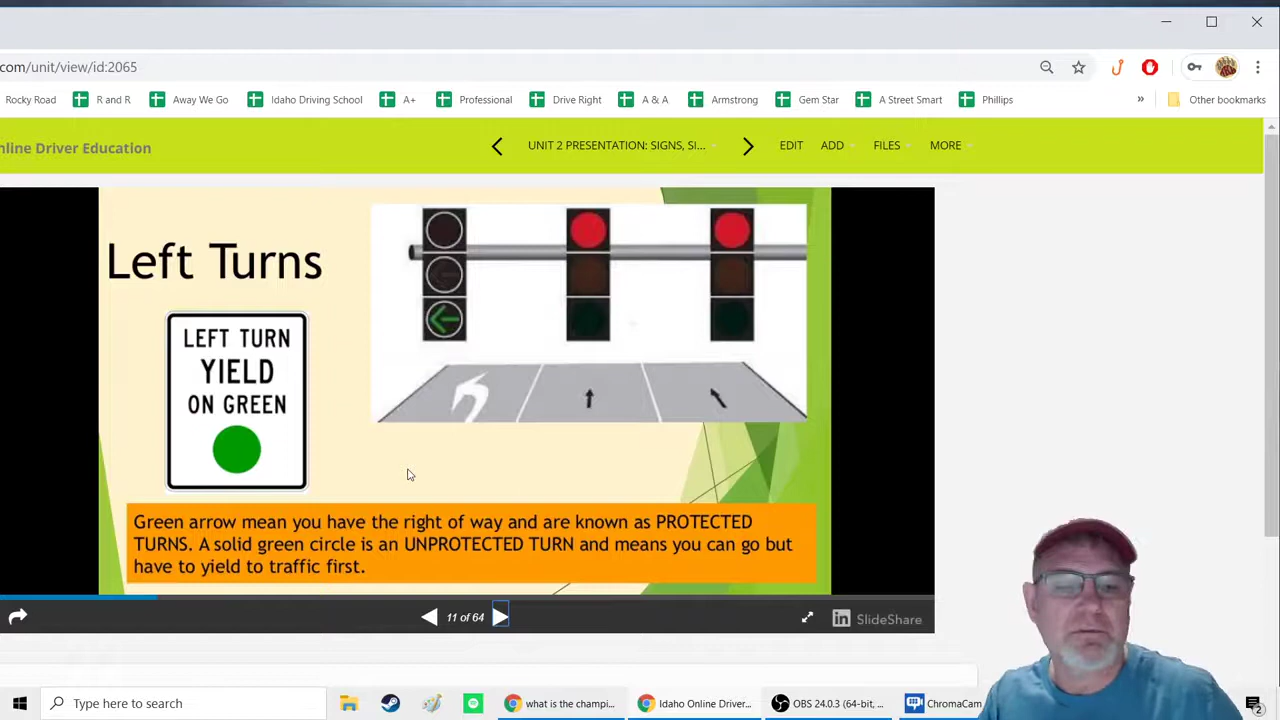 com/unit/view/id:2065
Rocky Road R and R Away We Go Idaho Driving School A+ Professional Drive Right A & A Armstrong Gem Star A Street Smart Phillips » Other bookmarks
nline Driver Education
UNIT 2 PRESENTATION: SIGNS, SI... EDIT ADD FILES MORE
Left Turns
LEFT TURN
YIELD
ON GREEN
Green arrow mean you have the right of way and are known as PROTECTED
TURNS. A solid green circle is an UNPROTECTED TURN and means you can go but
have to yield to traffic first.
11 of 64
in SlideShare
Type here to search
what is the champi...
Idaho Online Driver...
OBS 24.0.3 (64-bit, ...
ChromaCam
2